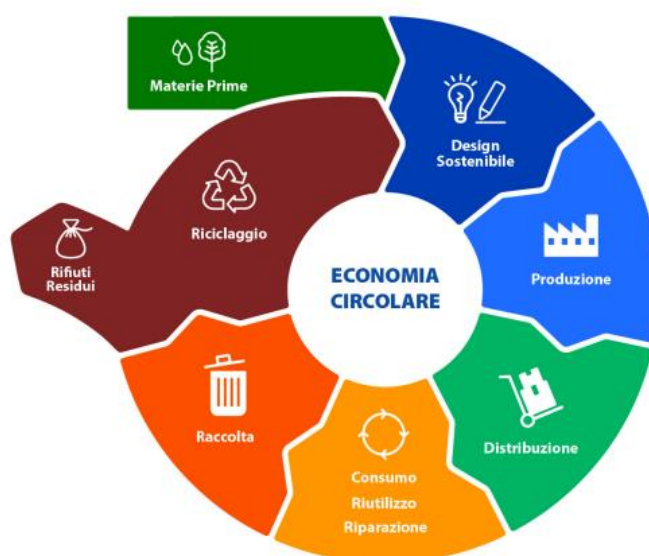 Materie Prime
Design
Sostenibile
Produzione
Distribuzione
Consumo
Riutilizzo
Riparazione
Raccolta
Riciclaggio
Rifiuti
Residui
ECONOMIA
CIRCOLARE